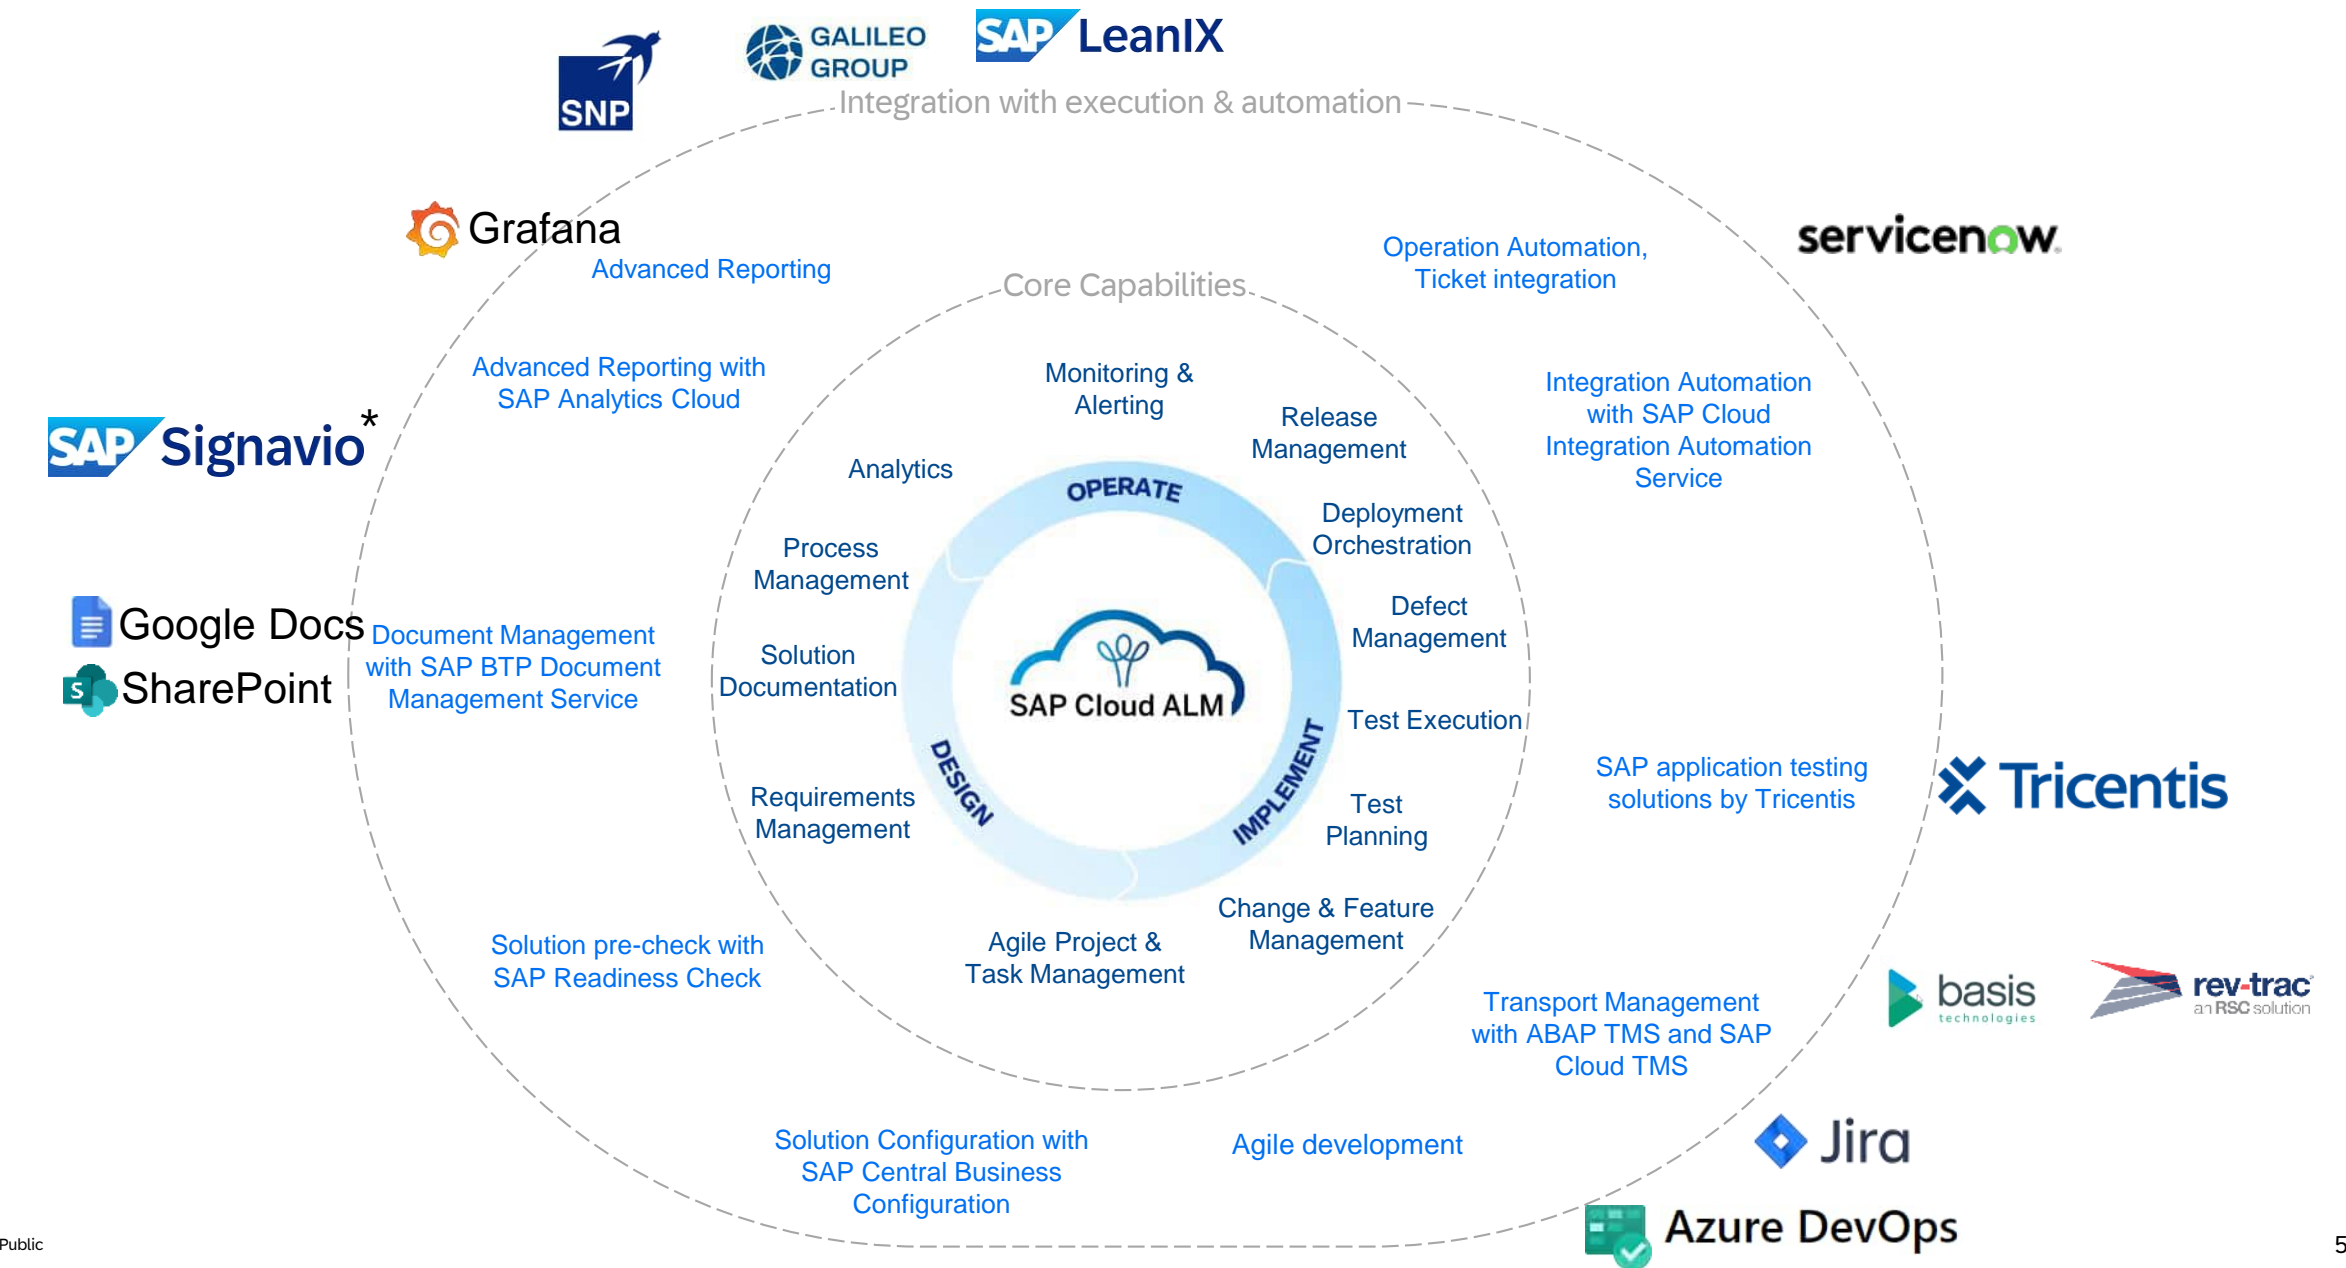 SNP
GALILEO
GROUP
SAP LeanIX
Integration with execution & automation
Grafana
Advanced Reporting
servicenow
Operation Automation,
Ticket integration
Core Capabilities
Advanced Reporting with
SAP Analytics Cloud
Monitoring &
Alerting
Integration Automation
with SAP Cloud
Integration Automation
Service
SAP Signavio*
Release
Management
Analytics
OPERATE
Deployment
Orchestration
Process
Management
Google Docs
SharePoint
Document Management
with SAP BTP Document
Management Service
Solution
Documentation
Defect
Management
SAP Cloud ALM
Test Execution
DESIGN
IMPLEMENT
SAP application testing
solutions by Tricentis
Tricentis
Requirements
Management
Test
Planning
Change & Feature
Management
Agile Project &
Task Management
Solution pre-check with
SAP Readiness Check
basis
technologies
rev-trac
an RSC solution
Transport Management
with ABAP TMS and SAP
Cloud TMS
Solution Configuration with
SAP Central Business
Configuration
Agile development
Jira
Azure DevOps
Public
5